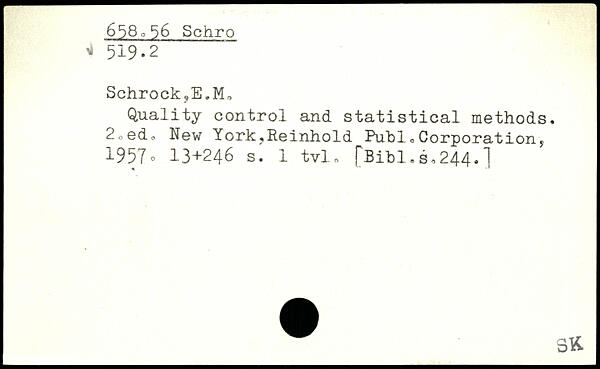 658.56 Schro
519.2
Schrock,E.M.
Quality control and statistical methods.
2.ed. New York,Reinhold Publ.Corporation,
1957. 13+246 s. 1 tvl. [Bibl.s.244.]
SK